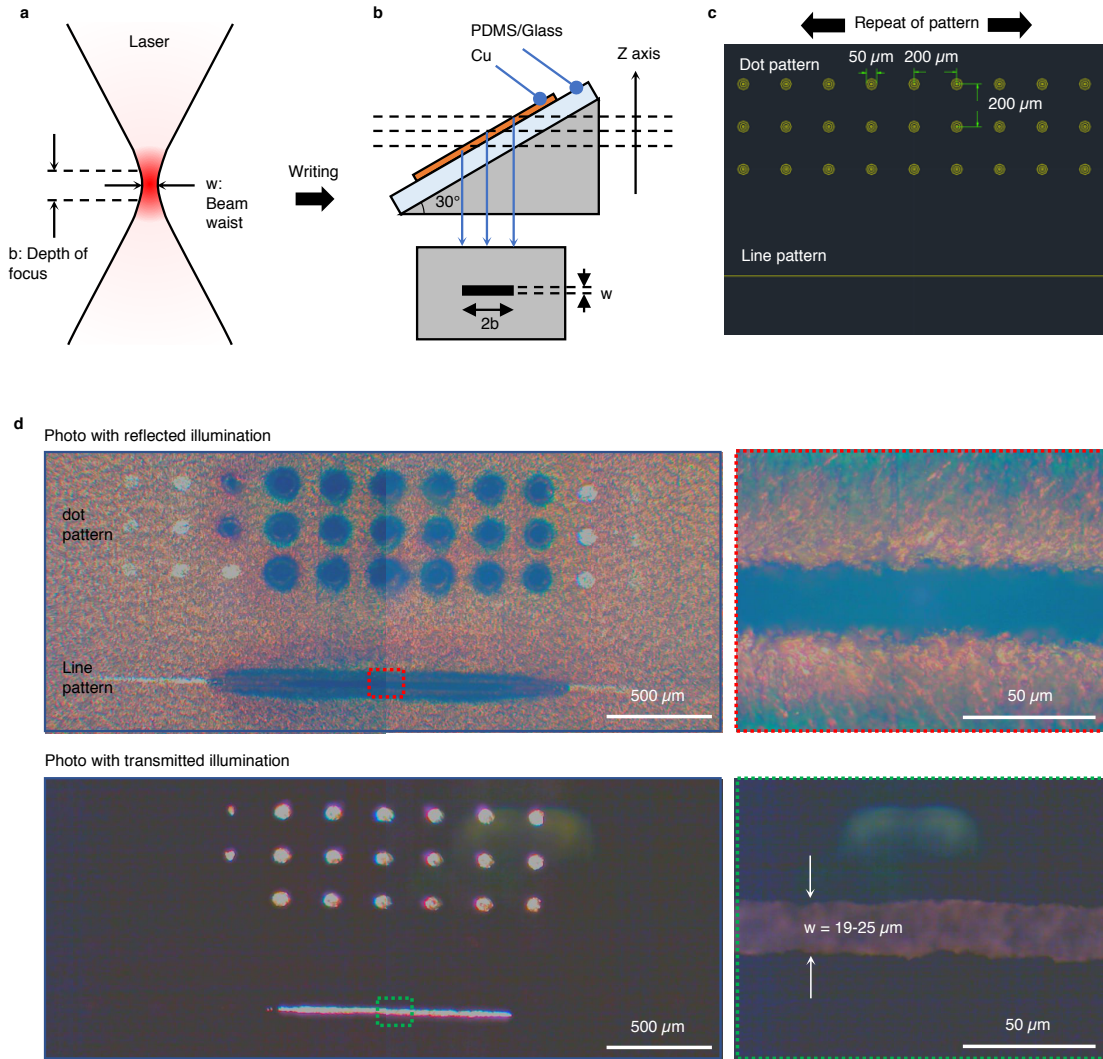 a
Laser
w:
Beam
waist
b: Depth of
focus
Writing
b
PDMS/Glass
Cu
Z axis
30°
w
2b
c
Repeat of pattern
Dot pattern
50 µm
200 µm
200 µm
Line pattern
d
Photo with reflected illumination
dot
pattern
Line
pattern
500 µm
50 µm
Photo with transmitted illumination
500 µm
w = 19-25 µm
50 µm